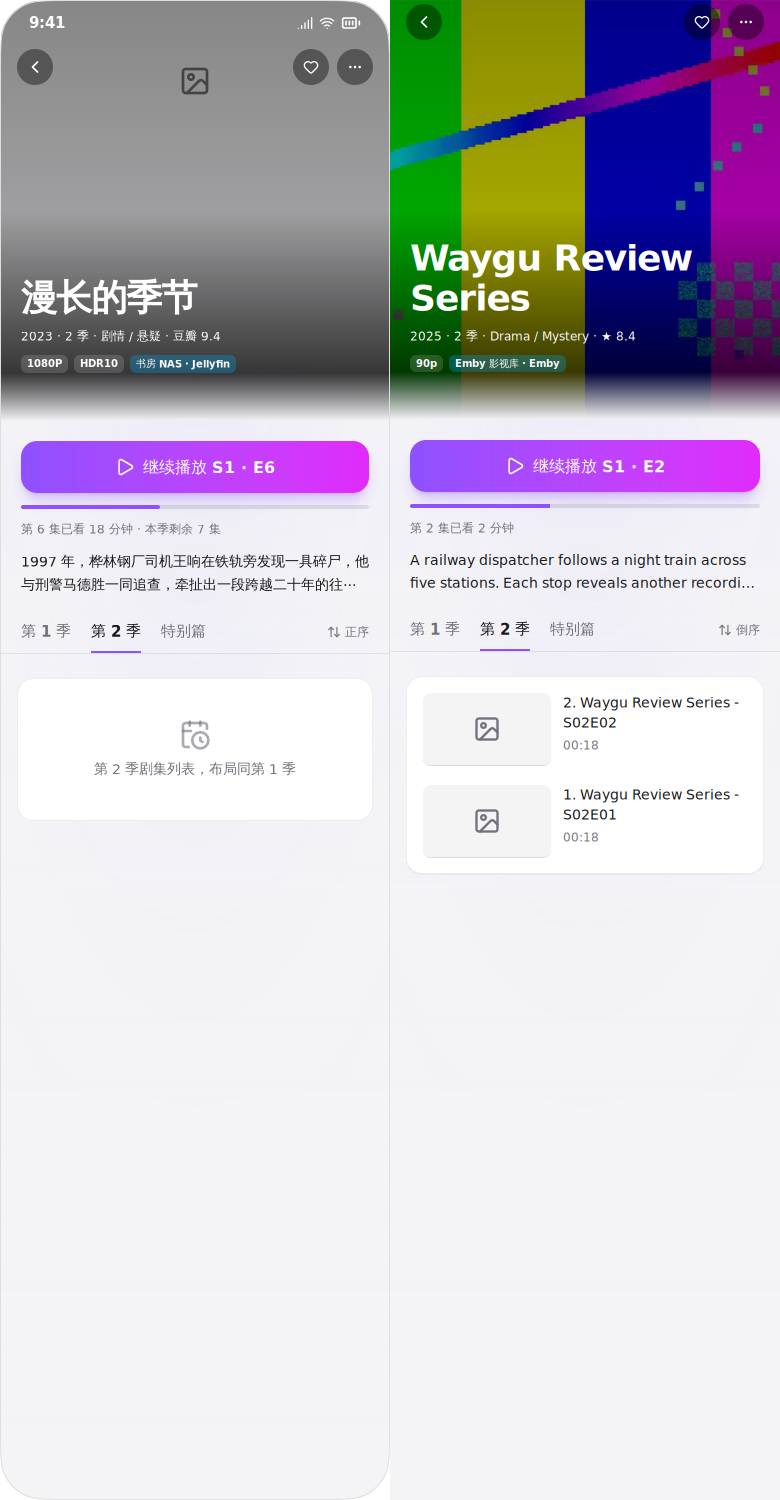 9:41
漫长的季节
2023 · 2 季 · 剧情 / 悬疑 · 豆瓣 9.4
1080P
HDR10
书房 NAS · Jellyfin
继续播放 S1 · E6
第 6 集已看 18 分钟 · 本季剩余 7 集
1997 年，桦林钢厂司机王响在铁轨旁发现一具碎尸，他
与刑警马德胜一同追查，牵扯出一段跨越二十年的往…
第 1 季
第 2 季
特别篇
正序
第 2 季剧集列表，布局同第 1 季
Waygu Review
Series
2025 · 2 季 · Drama / Mystery · ★ 8.4
90p
Emby 影视库 · Emby
继续播放 S1 · E2
第 2 集已看 2 分钟
A railway dispatcher follows a night train across
five stations. Each stop reveals another recordi…
第 1 季
第 2 季
特别篇
倒序
2. Waygu Review Series -
S02E02
00:18
1. Waygu Review Series -
S02E01
00:18